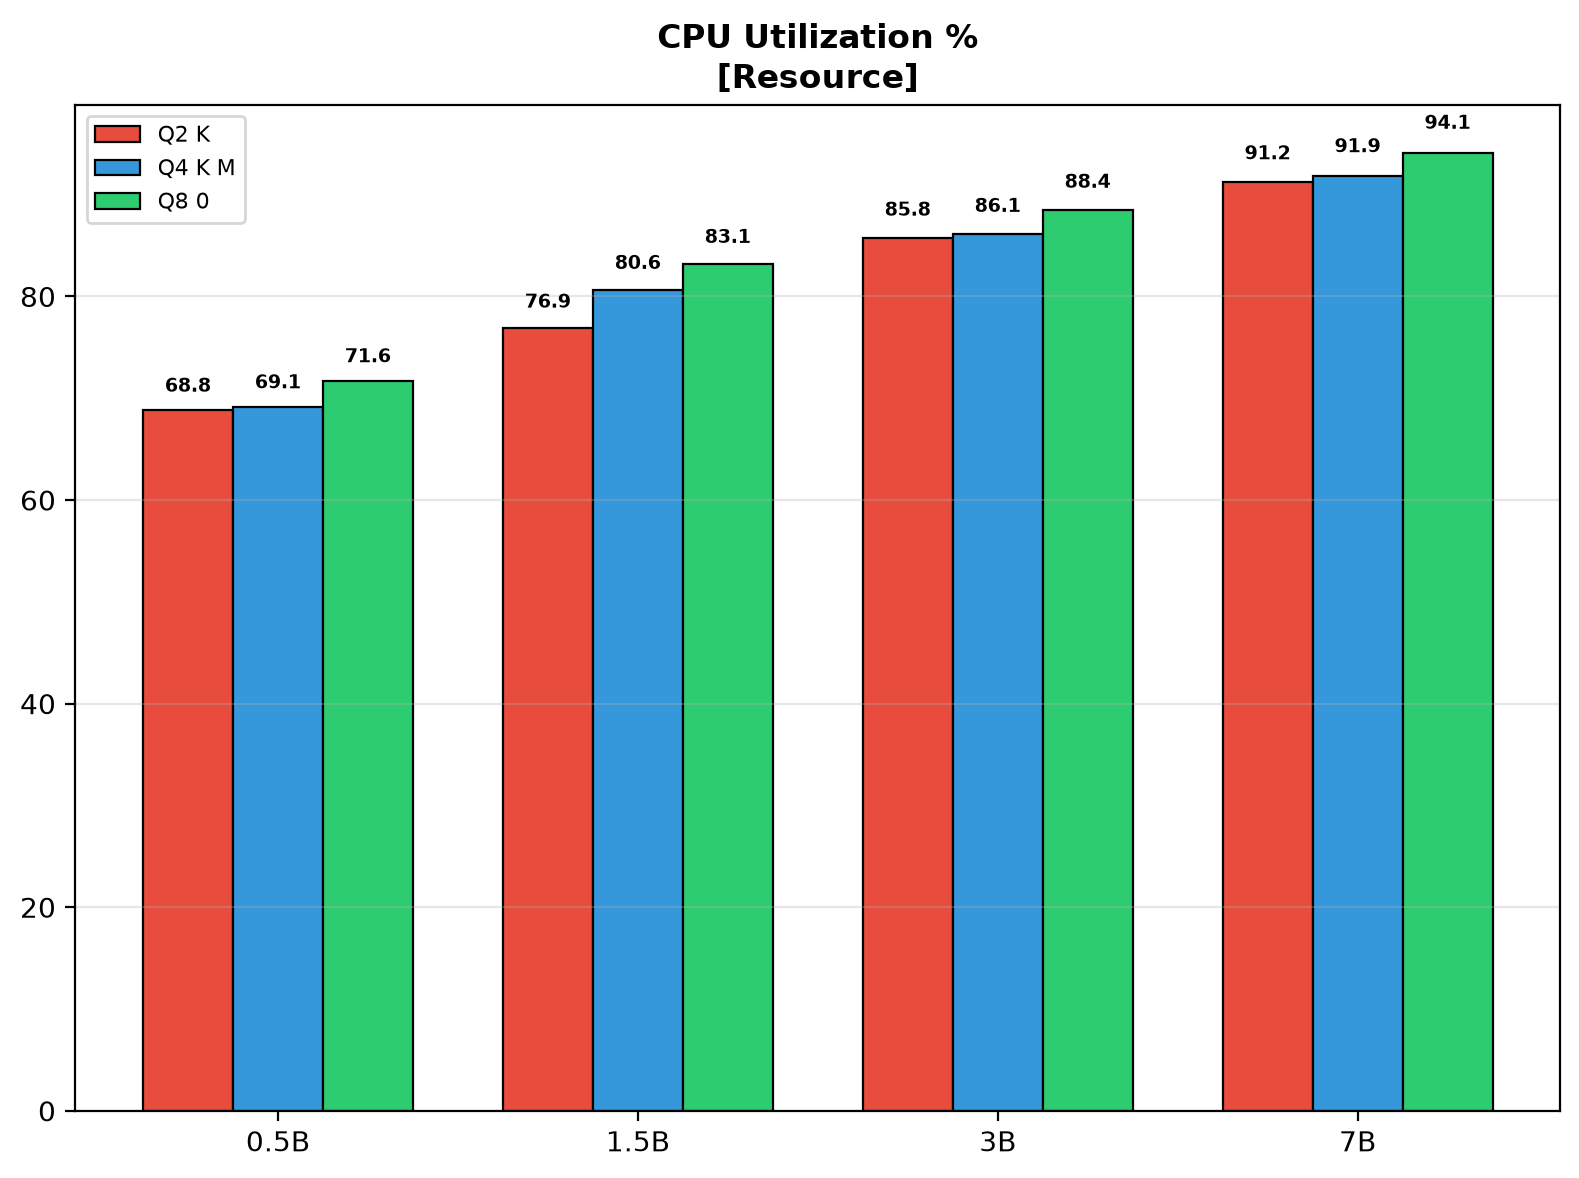 CPU Utilization %
[Resource]
Q2 K
Q4 K M
Q8 0
68.8
69.1
71.6
76.9
80.6
83.1
85.8
86.1
88.4
91.2
91.9
94.1
80
60
40
20
0
0.5B
1.5B
3B
7B